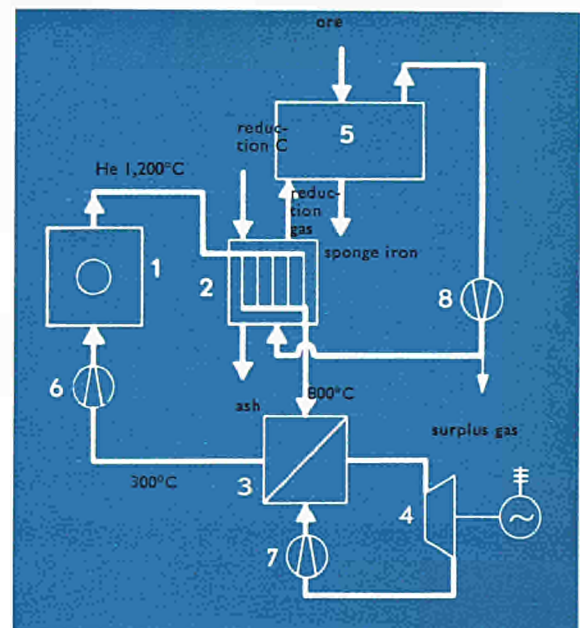 ore
5
reduc-
tion C
He 1,200°C
reduc-
tion
gas
1
sponge iron
2
8
6
800°C
ash
surplus gas
300°C
3
4
7
~